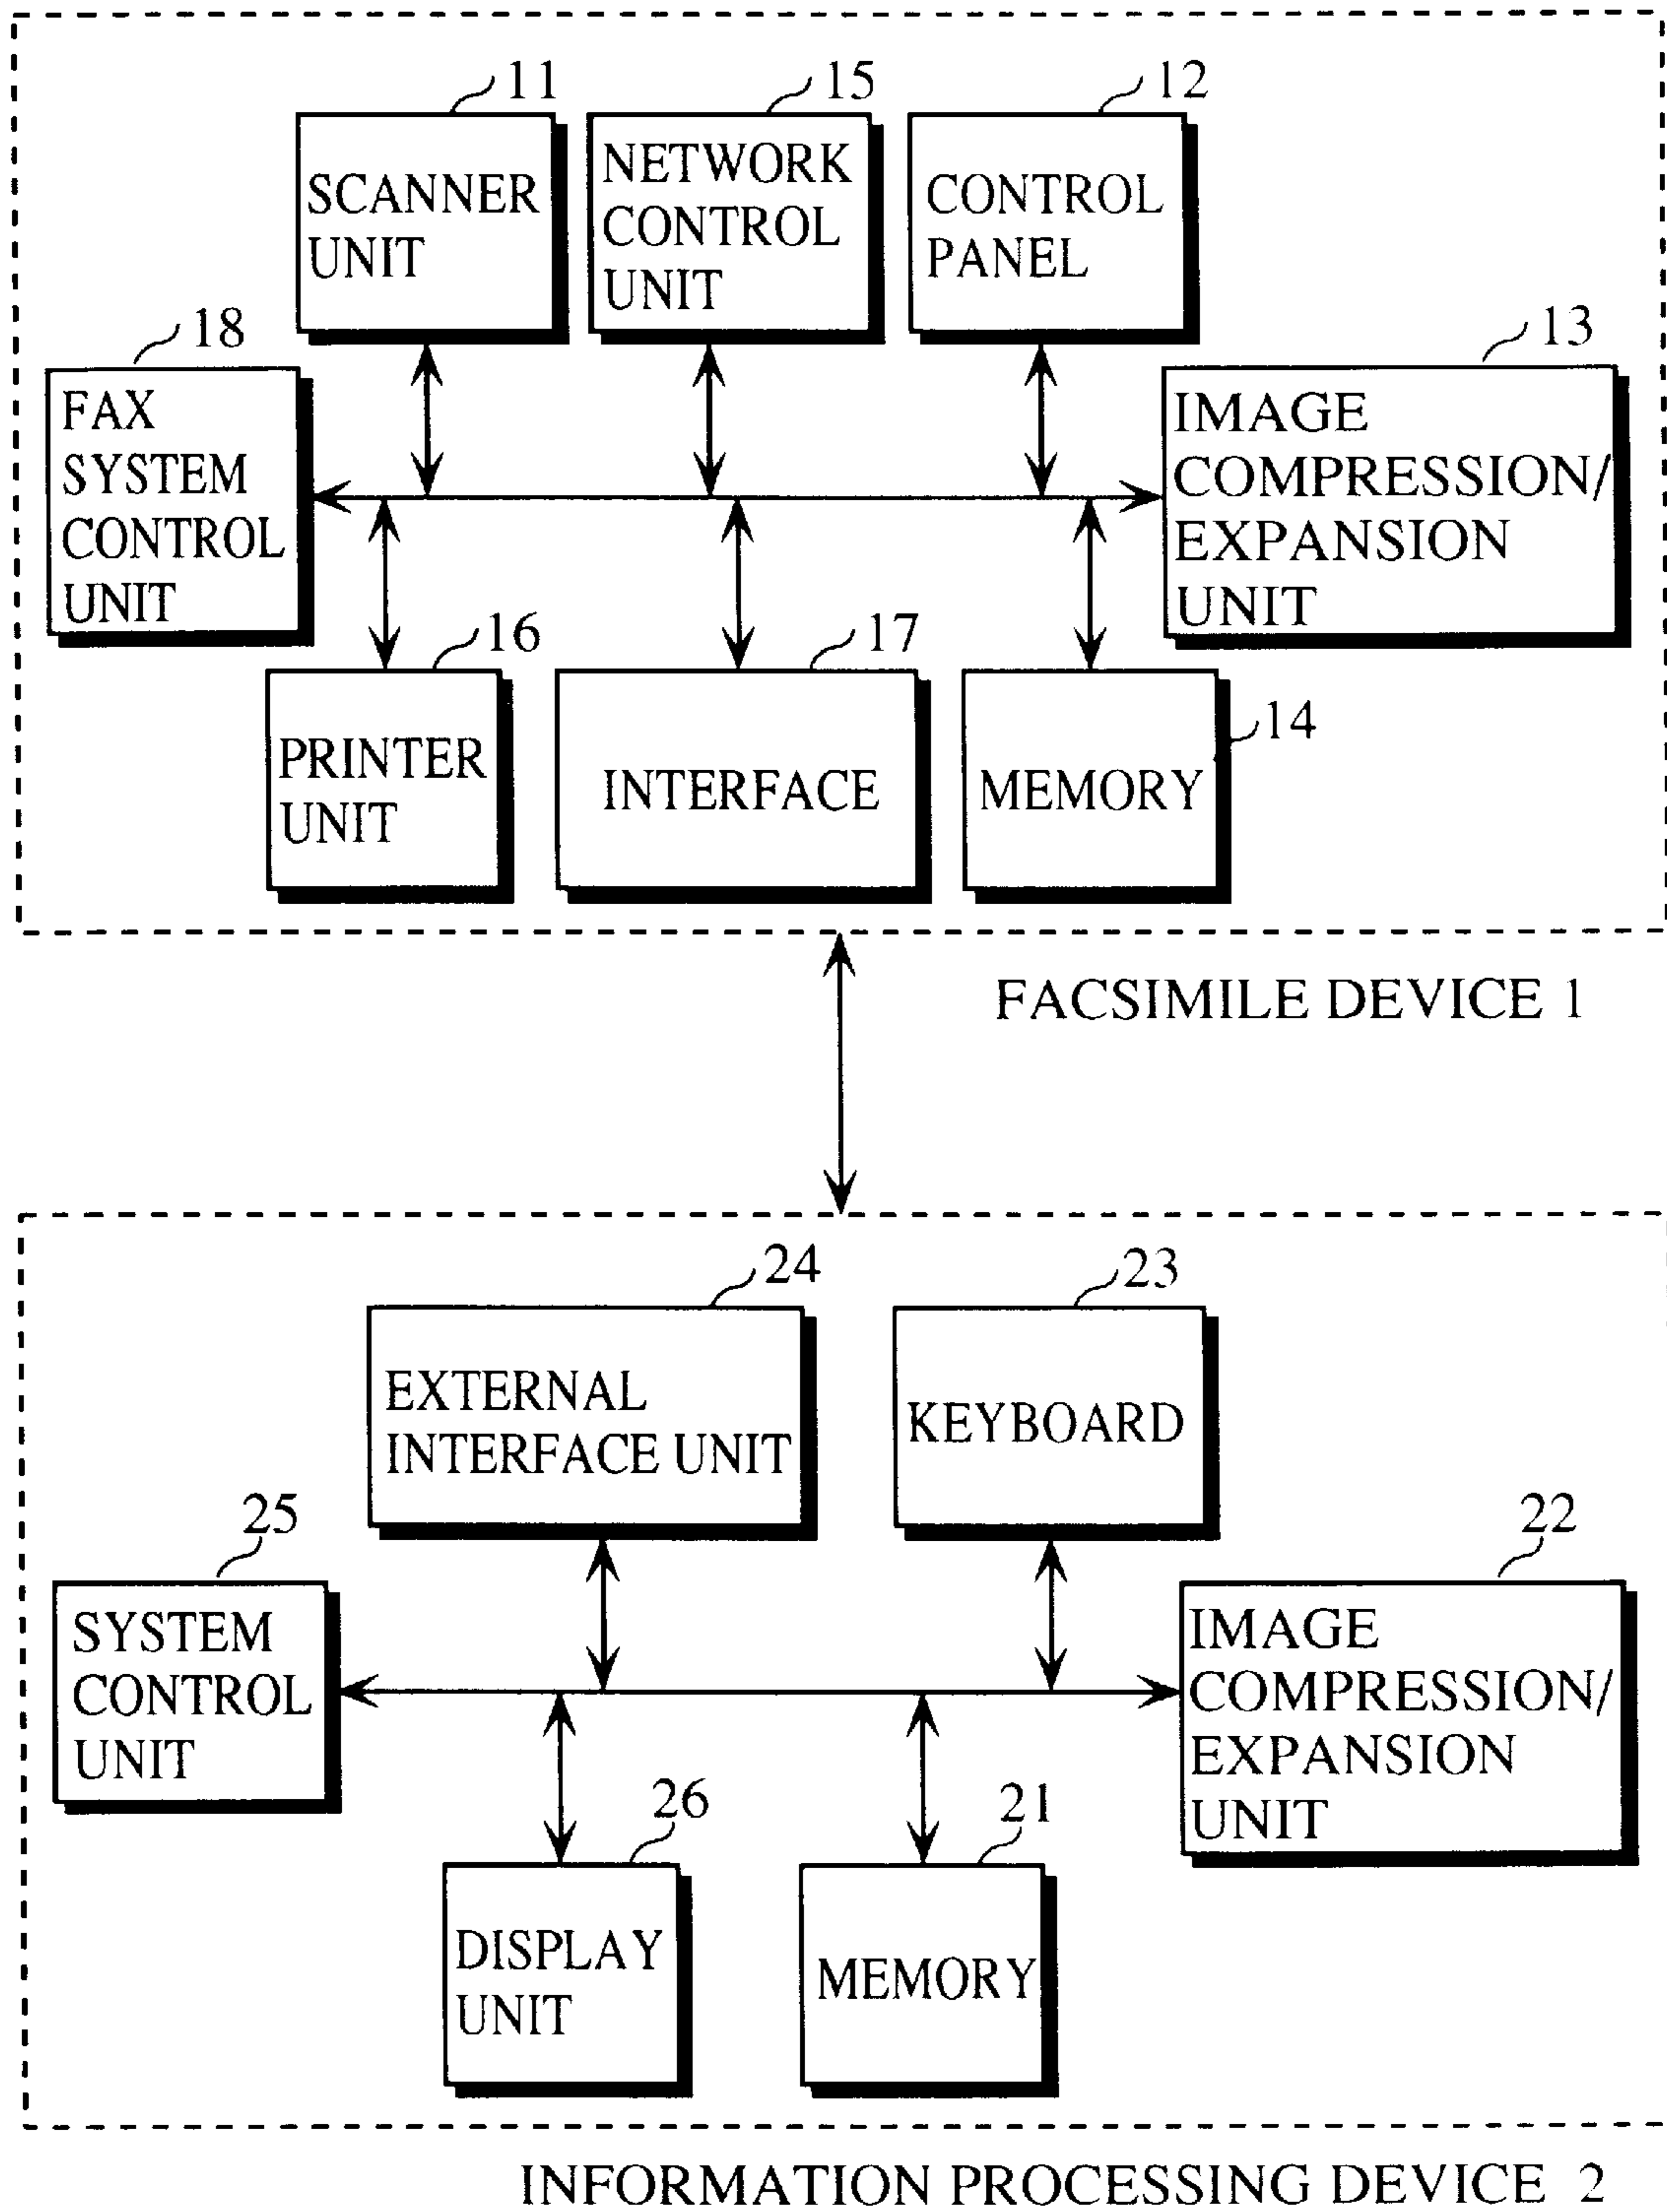 11
15
12
SCANNER
UNIT
NETWORK
CONTROL
UNIT
CONTROL
PANEL
18
13
FAX
SYSTEM
CONTROL
UNIT
IMAGE
COMPRESSION/
EXPANSION
UNIT
16
17
14
PRINTER
UNIT
INTERFACE
MEMORY
FACSIMILE DEVICE 1
24
23
EXTERNAL
INTERFACE UNIT
KEYBOARD
25
22
SYSTEM
CONTROL
UNIT
IMAGE
COMPRESSION/
EXPANSION
UNIT
26
21
DISPLAY
UNIT
MEMORY
INFORMATION PROCESSING DEVICE 2